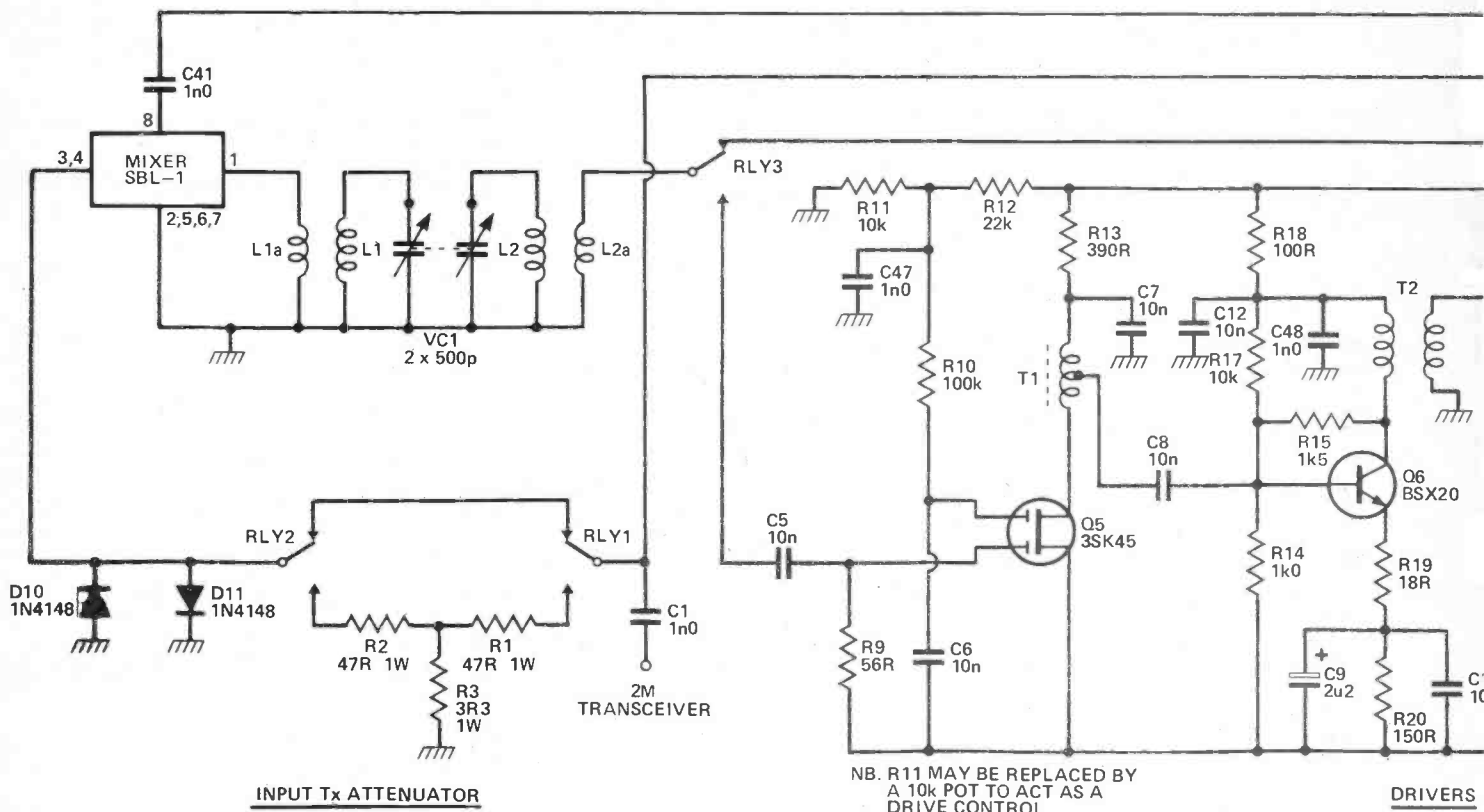 C41
1n0
8
3,4
MIXER
SBL-1
1
2;5,6,7
L1a
L1
L2
L2a
VC1
2 x 500p
RLY3
R11
10k
R12
22k
C47
1n0
R13
390R
C7
10n
R18
100R
C12
10n
C48
1n0
T2
R10
100k
T1
R17
10k
R15
1k5
C8
10n
Q6
BSX20
Q5
3SK45
C5
10n
RLY2
RLY1
D10
1N4148
D11
1N4148
R2
47R 1W
R1
47R 1W
R3
3R3
1W
C1
1n0
2M
TRANSCEIVER
R9
56R
C6
10n
R14
1k0
R19
18R
+
C9
2u2
R20
150R
C1
10
INPUT Tx ATTENUATOR
NB. R11 MAY BE REPLACED BY
A 10k POT TO ACT AS A
DRIVE CONTROL
DRIVERS